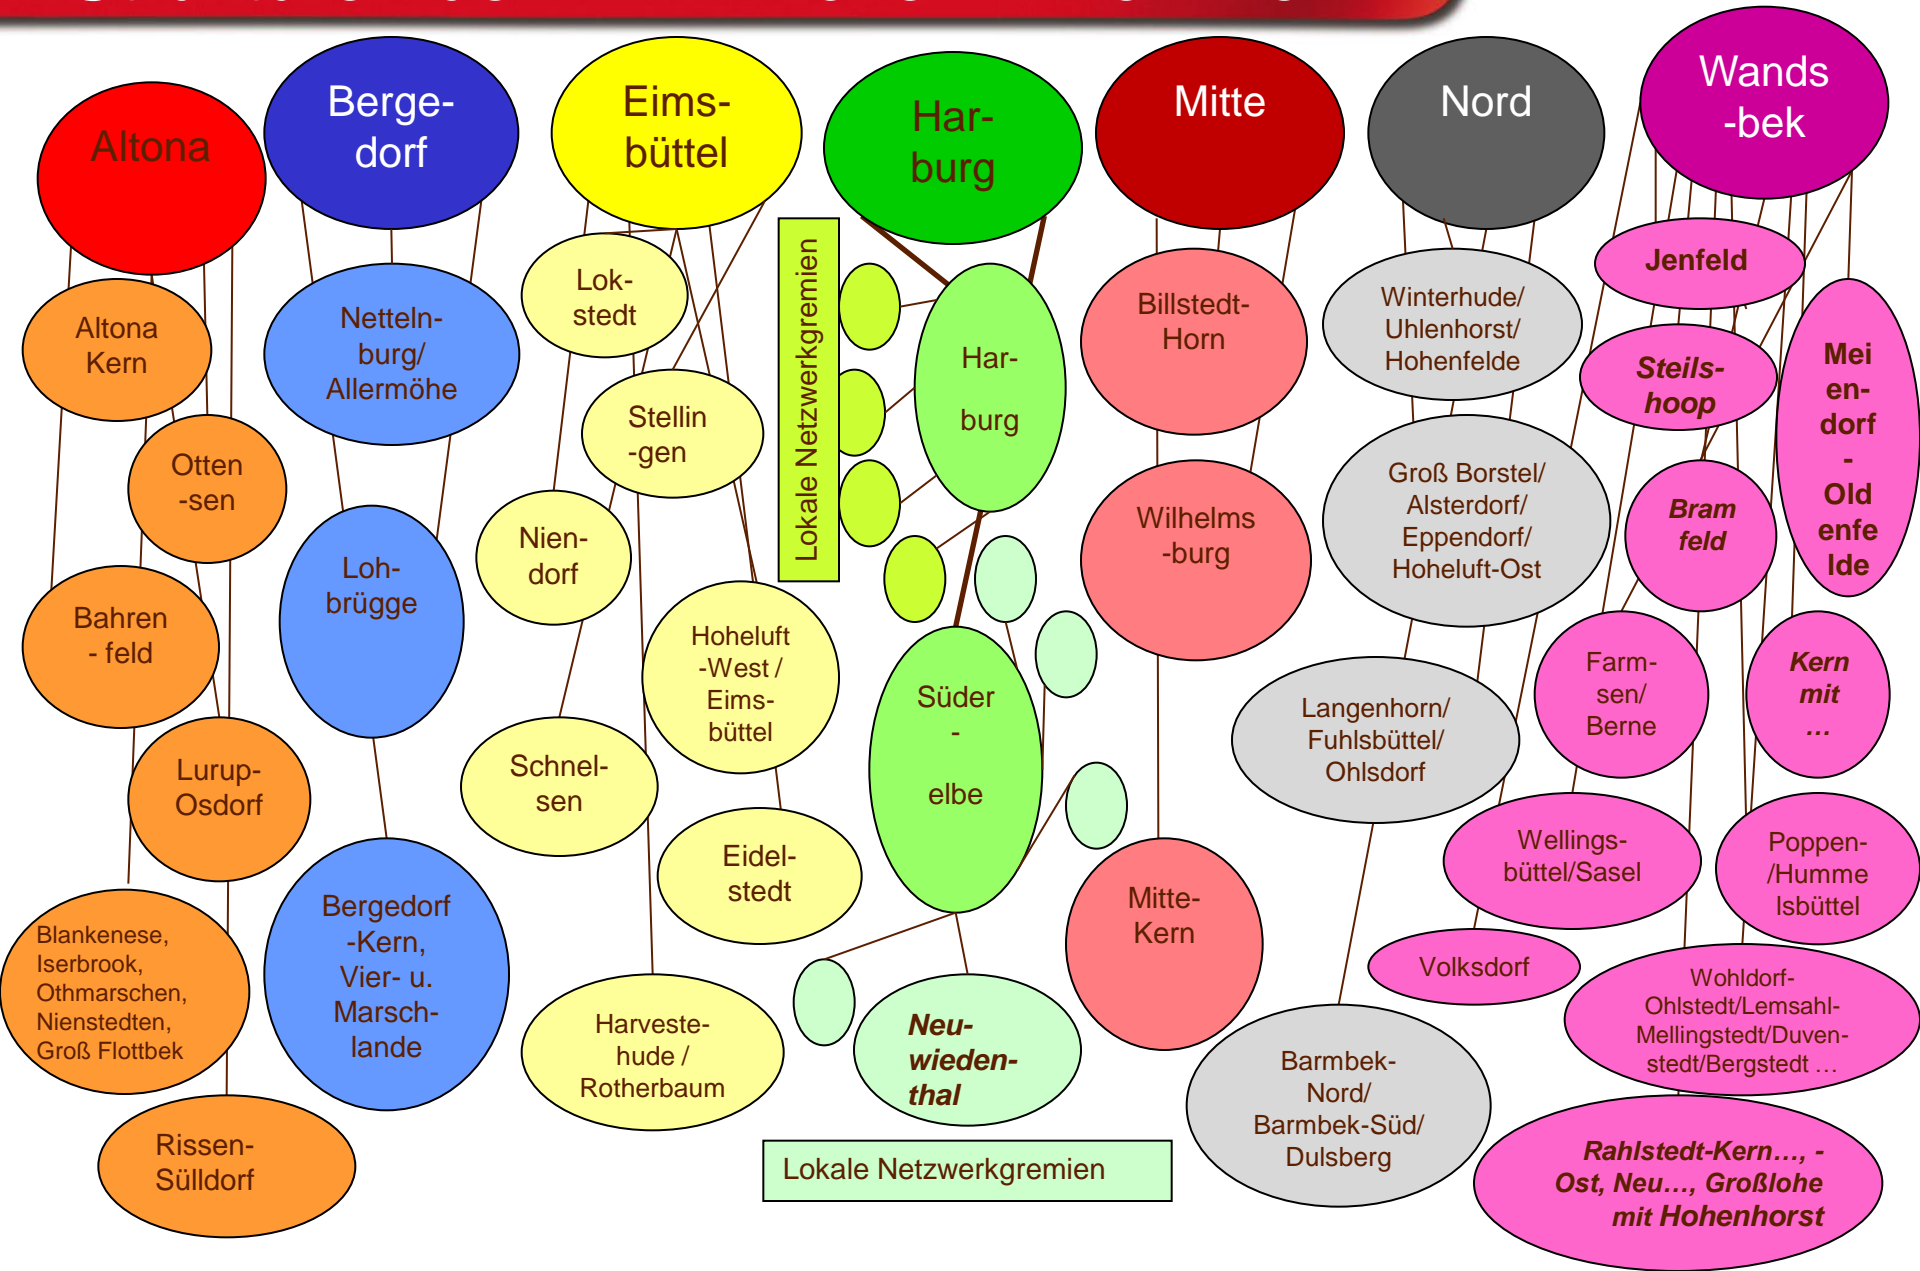 Altona
Berge-
dorf
Eims-
büttel
Har-
burg
Mitte
Nord
Wands
-bek
Altona
Kern
Otten
-sen
Bahren
- feld
Lurup-
Osdorf
Blankenese,
Iserbrook,
Othmarschen,
Nienstedten,
Groß Flottbek
Rissen-
Sülldorf
Netteln-
burg/
Allermöhe
Loh-
brügge
Bergedorf
-Kern,
Vier- u.
Marsch-
lande
Lok-
stedt
Stellin
-gen
Nien-
dorf
Hoheluft
-West /
Eims-
büttel
Schnel-
sen
Eidel-
stedt
Harveste-
hude /
Rotherbaum
Lokale Netzwerkgremien
Har-
burg
Süder
-
elbe
Neu-
wieden-
thal
Lokale Netzwerkgremien
Billstedt-
Horn
Wilhelms
-burg
Mitte-
Kern
Winterhude/
Uhlenhorst/
Hohenfelde
Groß Borstel/
Alsterdorf/
Eppendorf/
Hoheluft-Ost
Langenhorn/
Fuhlsbüttel/
Ohlsdorf
Barmbek-
Nord/
Barmbek-Süd/
Dulsberg
Jenfeld
Steils-
hoop
Mei
en-
dorf
-
Old
enfe
lde
Bram
feld
Farm-
sen/
Berne
Kern
mit
...
Wellings-
büttel/Sasel
Poppen-
/Humme
lsbüttel
Volksdorf
Wohldorf-
Ohlstedt/Lemsahl-
Mellingstedt/Duven-
stedt/Bergstedt ...
Rahlstedt-Kern..., -
Ost, Neu..., Großlohe
mit Hohenhorst